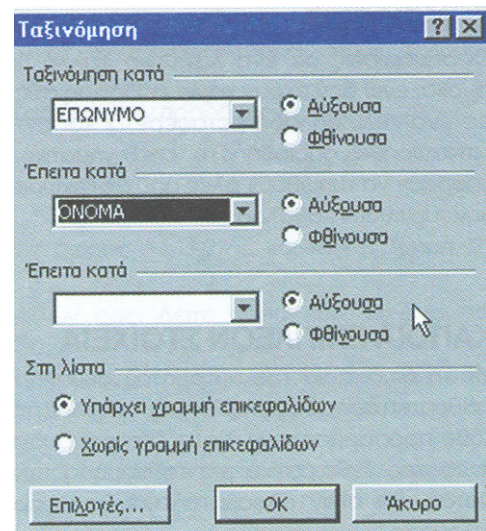 Ταξινόμηση
Ταξινόμηση κατά
ΕΠΩΝΥΜΟ
Αύξουσα
Φθίνουσα
Έπειτα κατά
ΟΝΟΜΑ
Αύξουσα
Φθίνουσα
Έπειτα κατά
Αύξουσα
Φθίνουσα
Στη λίστα
Υπάρχει γραμμή επικεφαλίδων
Χωρίς γραμμή επικεφαλίδων
Επιλογές...
OK
Άκυρο